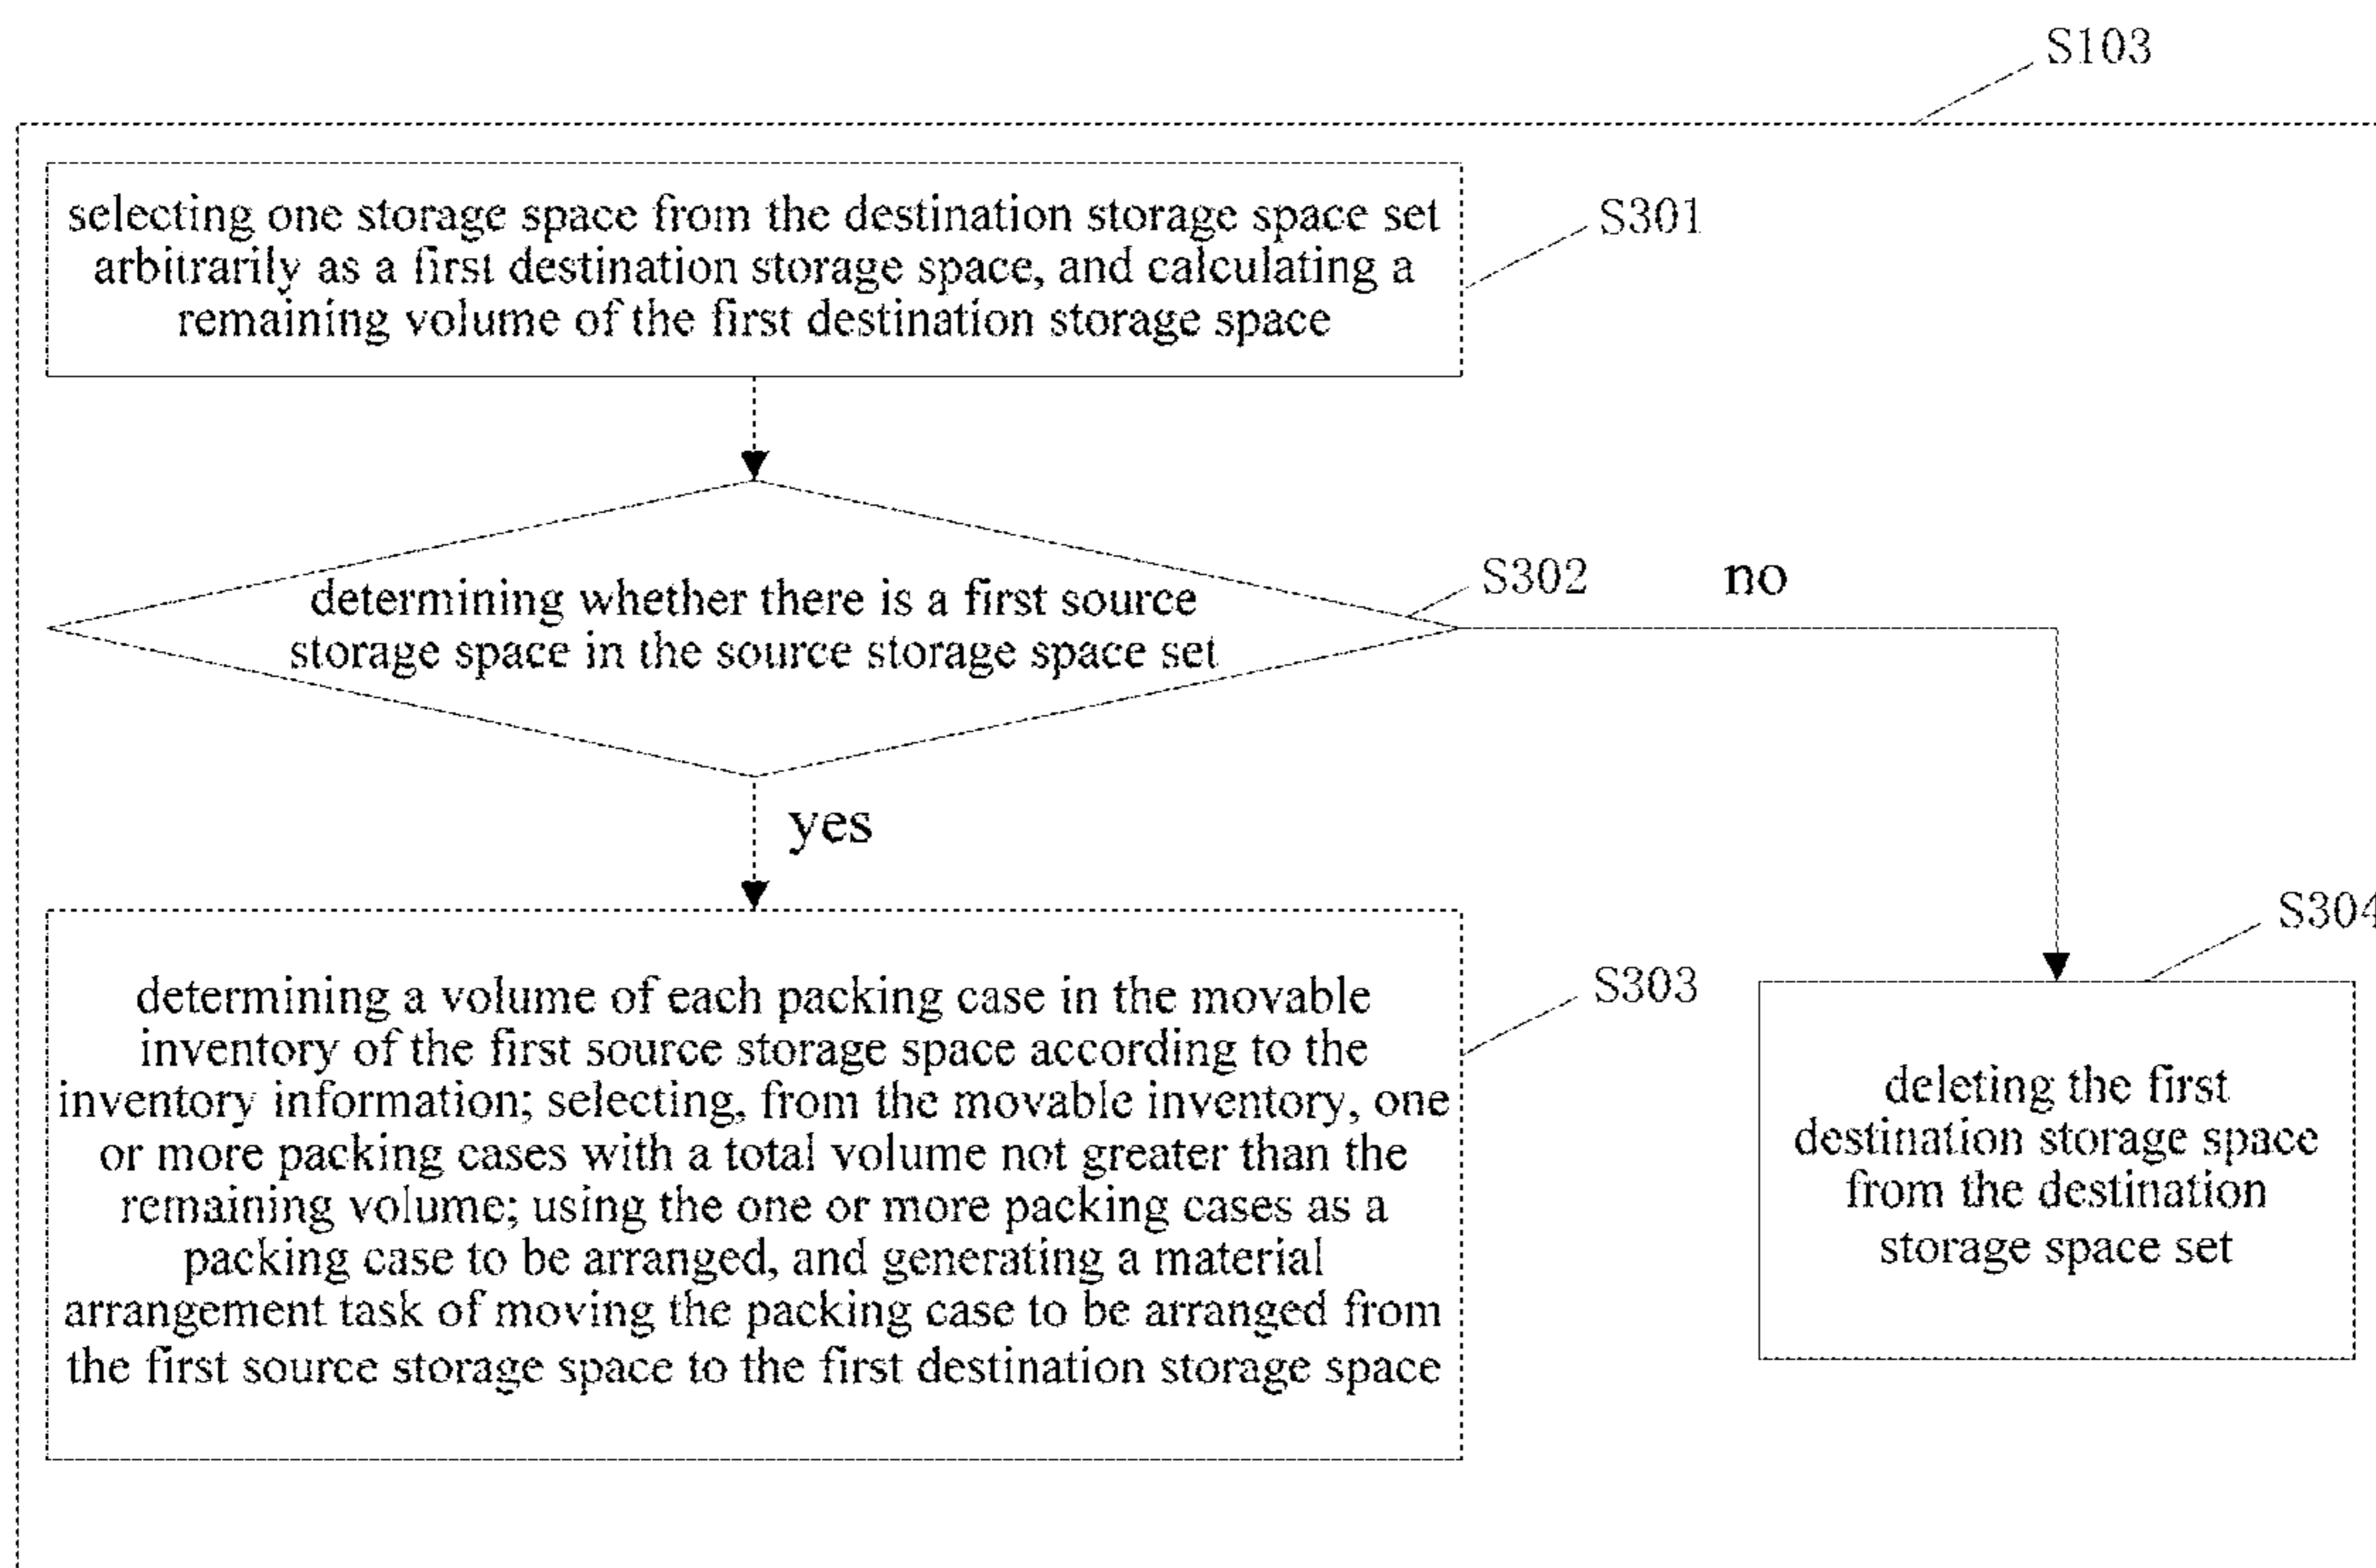 S103
selecting one storage space from the destination storage space set
arbitrarily as a first destination storage space, and calculating a
remaining volume of the first destination storage space
S301
determining whether there is a first source
storage space in the source storage space set
S302
no
yes
determining a volume of each packing case in the movable
inventory of the first source storage space according to the
inventory information; selecting, from the movable inventory, one
or more packing cases with a total volume not greater than the
remaining volume; using the one or more packing cases as a
packing case to be arranged, and generating a material
arrangement task of moving the packing case to be arranged from
the first source storage space to the first destination storage space
S303
S304
deleting the first
destination storage space
from the destination
storage space set